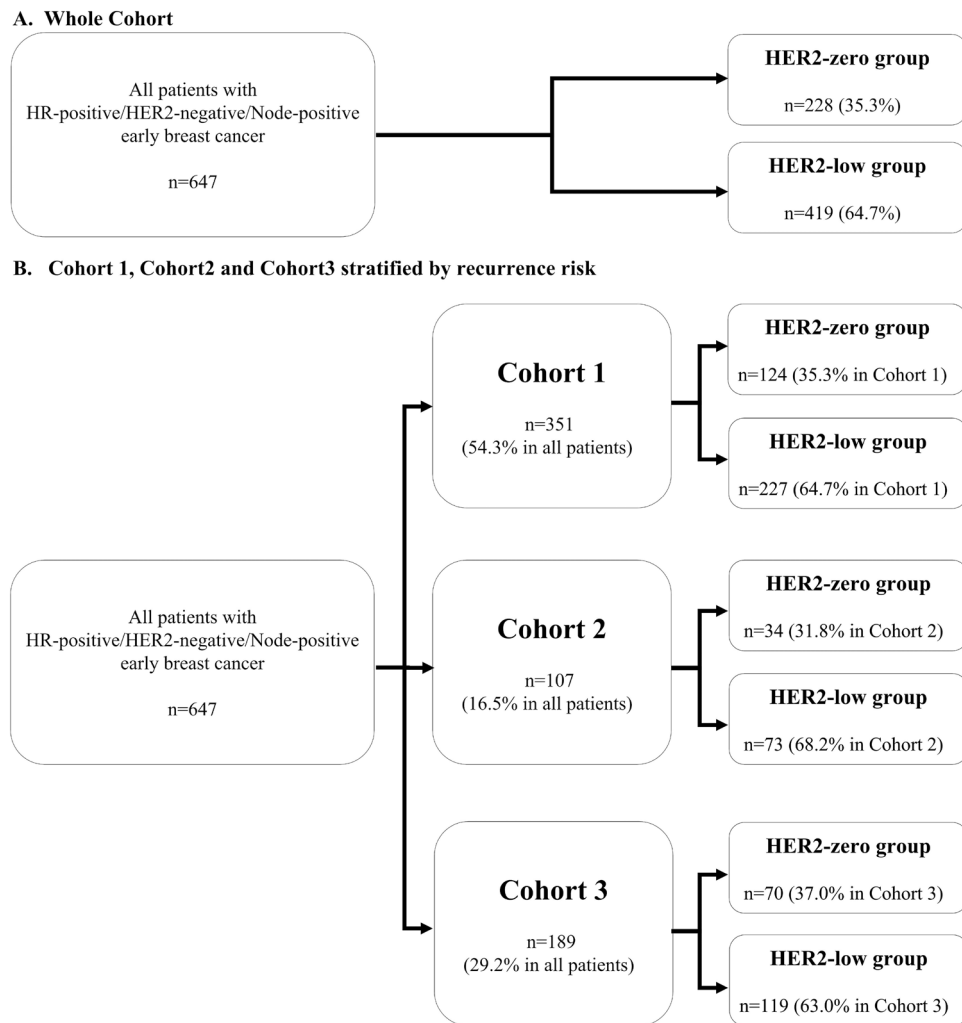 A. Whole Cohort
All patients with
HR-positive/HER2-negative/Node-positive
early breast cancer
n=647
HER2-zero group
n=228 (35.3%)
HER2-low group
n=419 (64.7%)
B. Cohort 1, Cohort2 and Cohort3 stratified by recurrence risk
All patients with
HR-positive/HER2-negative/Node-positive
early breast cancer
n=647
Cohort 1
n=351
(54.3% in all patients)
HER2-zero group
n=124 (35.3% in Cohort 1)
HER2-low group
n=227 (64.7% in Cohort 1)
Cohort 2
n=107
(16.5% in all patients)
HER2-zero group
n=34 (31.8% in Cohort 2)
HER2-low group
n=73 (68.2% in Cohort 2)
Cohort 3
n=189
(29.2% in all patients)
HER2-zero group
n=70 (37.0% in Cohort 3)
HER2-low group
n=119 (63.0% in Cohort 3)